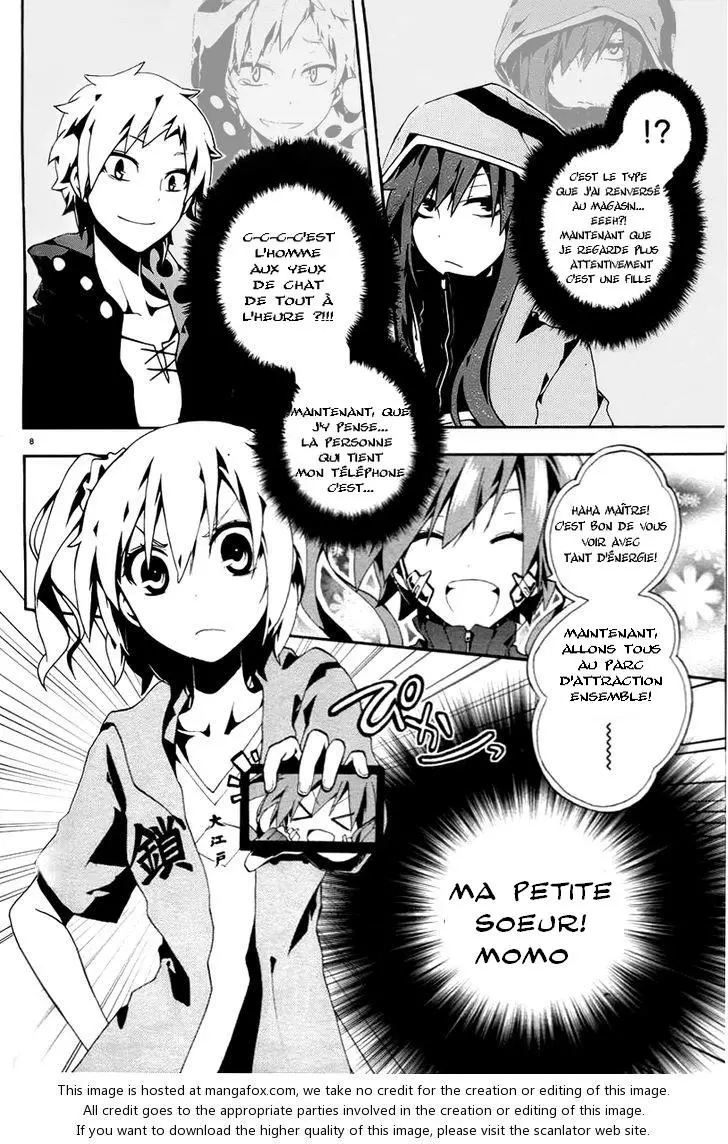 !?
C'EST LE TYPE
QUE J'AI RENVERSÉ
AU MAGASIN...
EEEH?!
MAINTENANT QUE
JE REGARDE PLUS
ATTENTIVEMENT
C'EST UNE FILLE
C-C-C-C'EST
L'HOMME
AUX YEUX
DE CHAT
DE TOUT À
L'HEURE ?!!!
MAINTENANT, QUE
J'Y PENSE...
LA PERSONNE
QUI TIENT
MON TÉLÉPHONE
C'EST...
8
HAHA MAÎTRE!
C'EST BON DE VOUS
VOIR AVEC
TANT D'ÉNERGIE!
MAINTENANT,
ALLONS TOUS
AU PARC
D'ATTRACTION
ENSEMBLE!
ぴかーっ
鎖
大江戸
MA PETITE
SOEUR!
MOMO
This image is hosted at mangafox.com, we take no credit for the creation or editing of this image.
All credit goes to the appropriate parties involved in the creation or editing of this image.
If you want to download the higher quality of this image, please visit the scanlator web site.